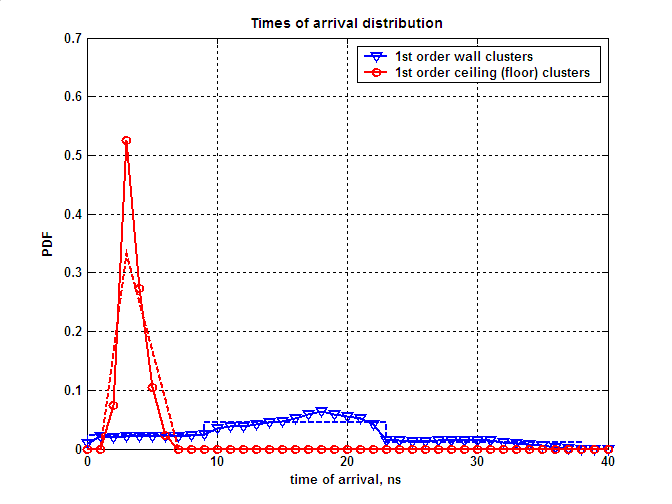 Times of arrival distribution
0.7
1st order wall clusters
1st order ceiling (floor) clusters
0.6
0.5
0.4
PDF
0.3
0.2
0.1
0
0 10 20 30 40
time of arrival, ns